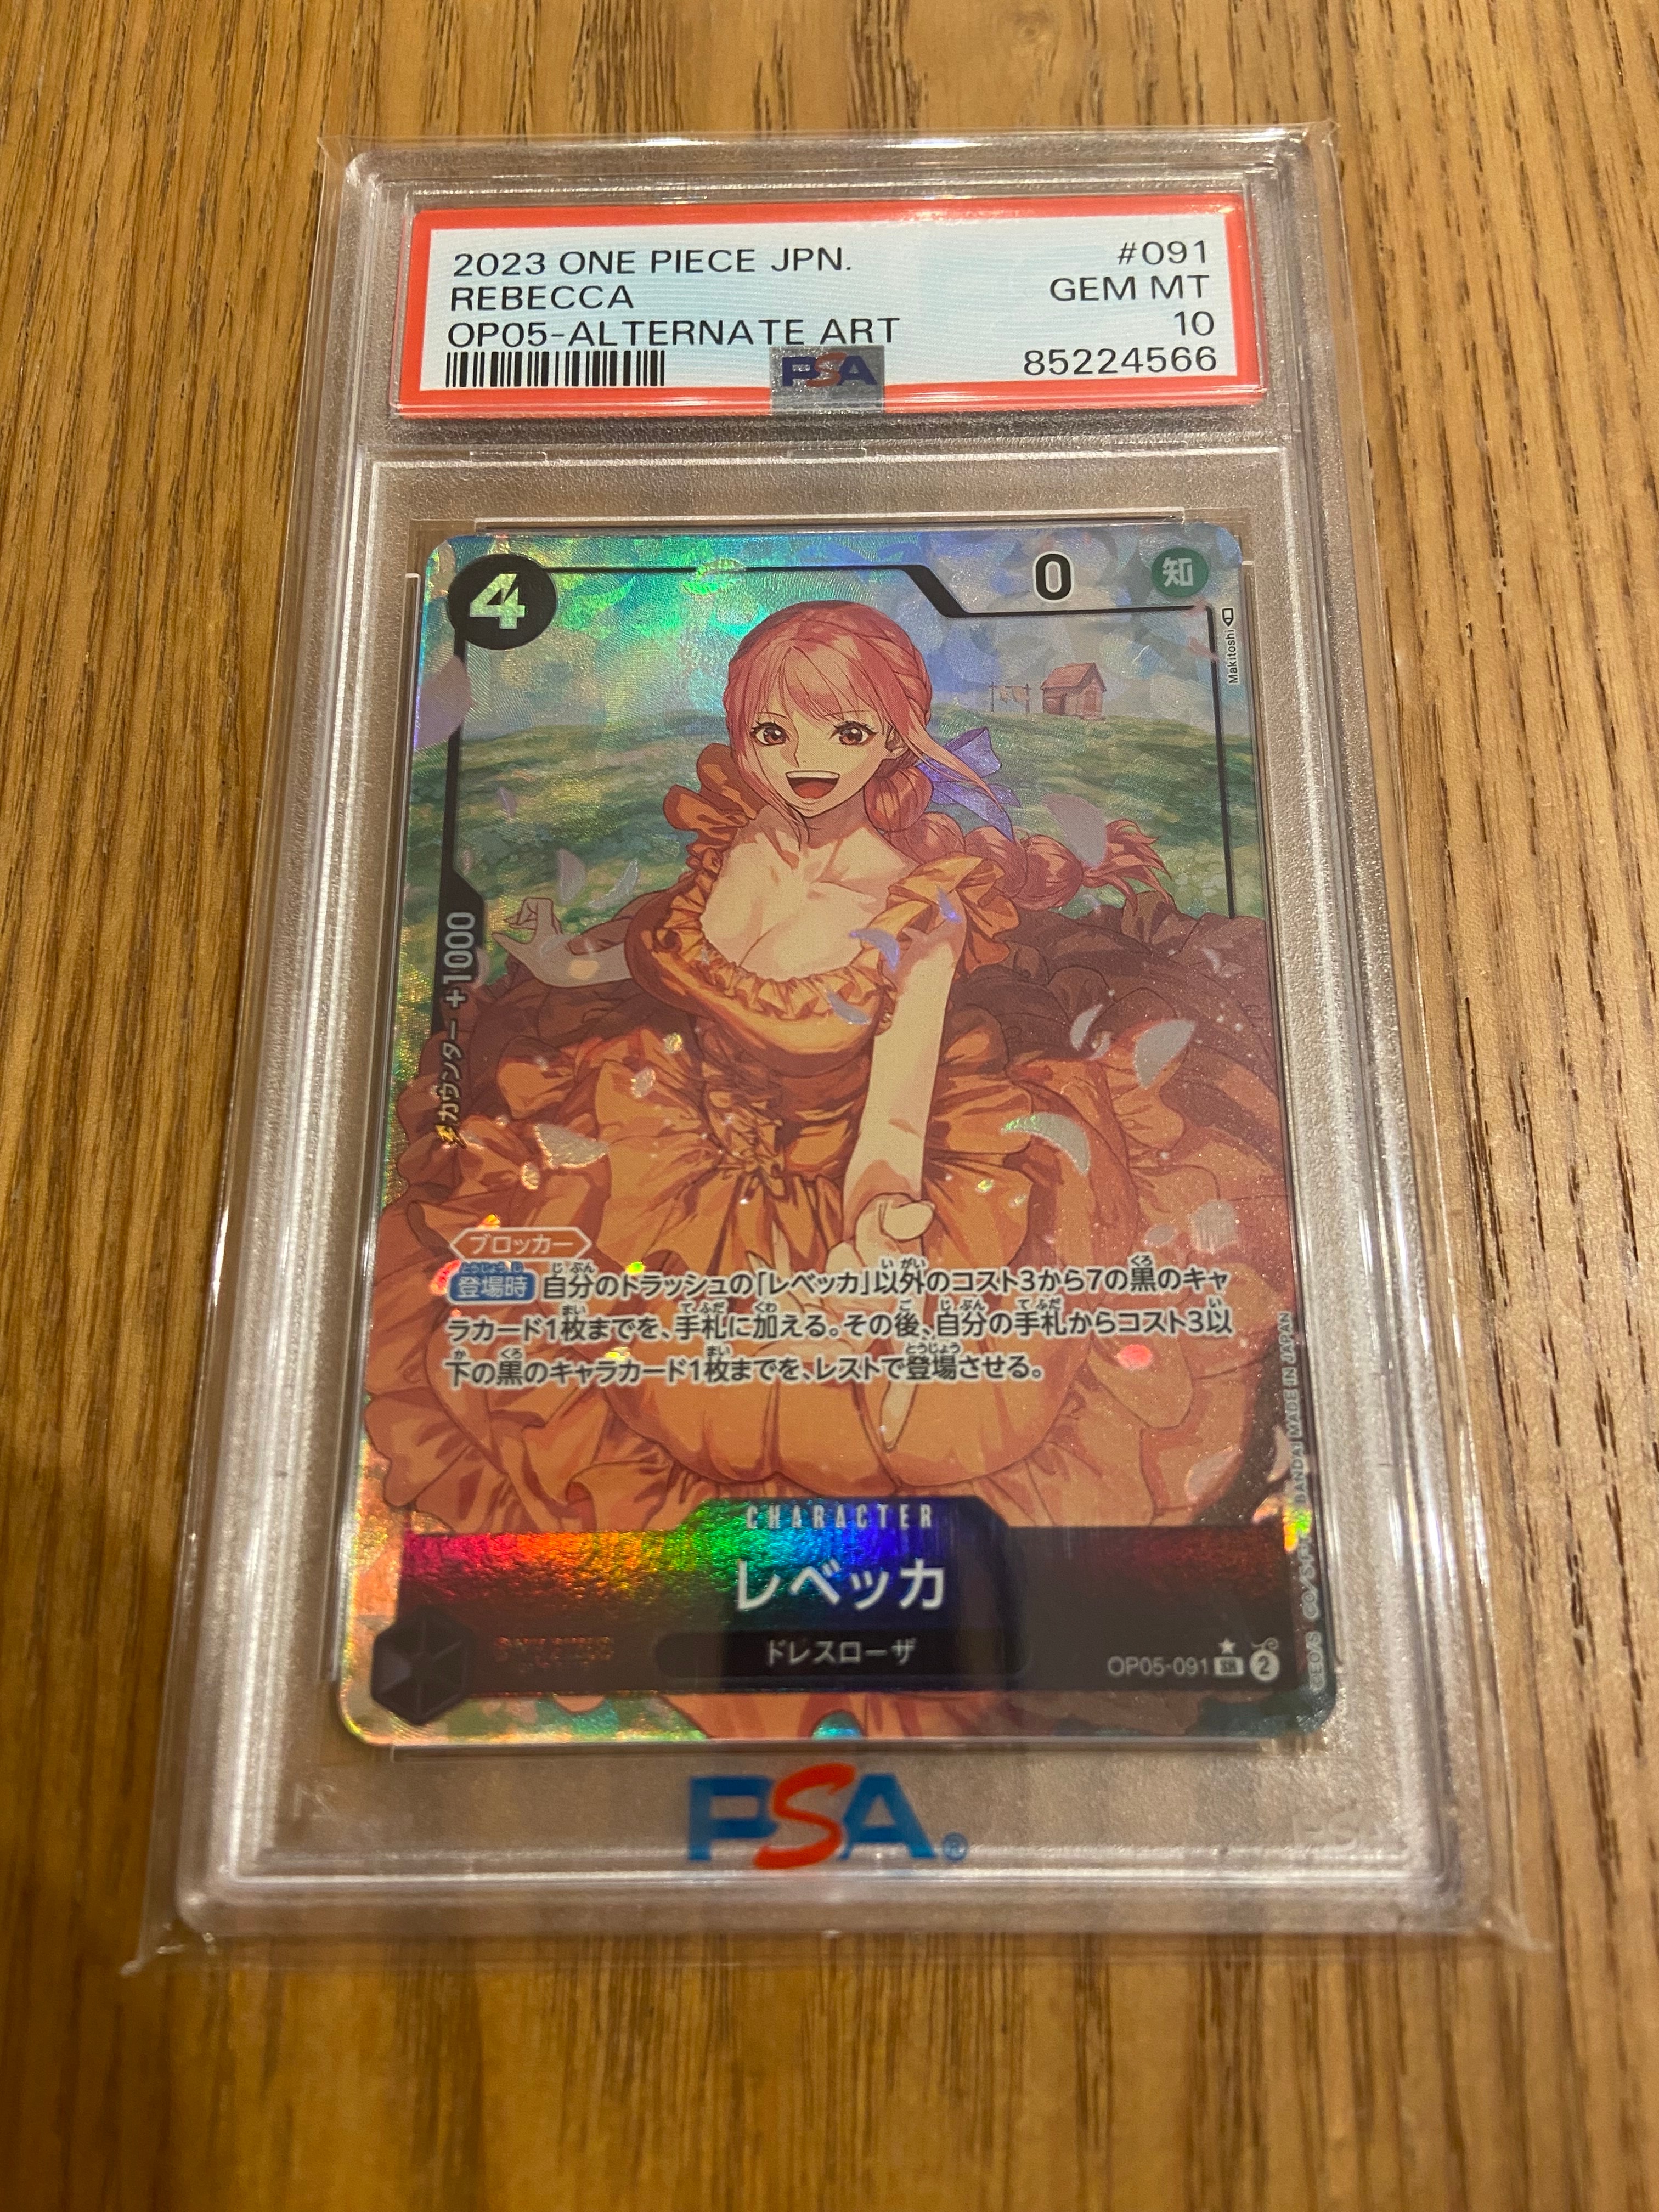 2023 ONE PIECE JPN. #091
REBECCA GEM MT
OP05-ALTERNATE ART 10
PSA 85224566
4
0 知
Makitoshi
カウンター +1000
ブロッカー
登場時 自分のトラッシュの「レベッカ」以外のコスト3から7の黒のキャ
ラカード1枚までを、手札に加える。その後、自分の手札からコスト3以
下の黒のキャラカード1枚までを、レストで登場させる。
BANDAI MADE IN JAPAN
CHARACTER
レベッカ
ドレスローザ
OP05-091 SR 2
PSA®